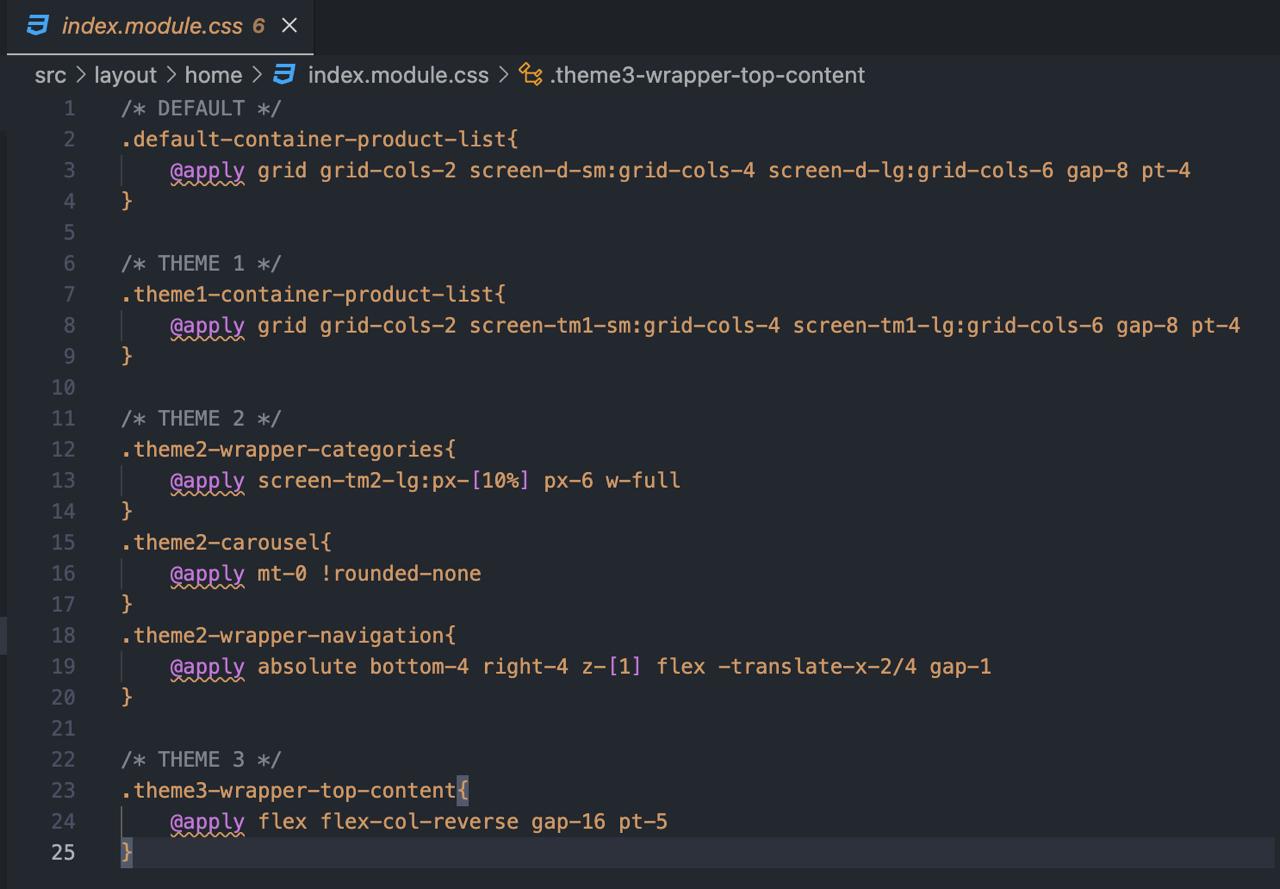 index.module.css 6 ×
src > layout > home > index.module.css > .theme3-wrapper-top-content
1 /* DEFAULT */
2 .default-container-product-list{
3     @apply grid grid-cols-2 screen-d-sm:grid-cols-4 screen-d-lg:grid-cols-6 gap-8 pt-4
4 }
5
6 /* THEME 1 */
7 .theme1-container-product-list{
8     @apply grid grid-cols-2 screen-tm1-sm:grid-cols-4 screen-tm1-lg:grid-cols-6 gap-8 pt-4
9 }
10
11 /* THEME 2 */
12 .theme2-wrapper-categories{
13     @apply screen-tm2-lg:px-[10%] px-6 w-full
14 }
15 .theme2-carousel{
16     @apply mt-0 !rounded-none
17 }
18 .theme2-wrapper-navigation{
19     @apply absolute bottom-4 right-4 z-[1] flex -translate-x-2/4 gap-1
20 }
21
22 /* THEME 3 */
23 .theme3-wrapper-top-content{
24     @apply flex flex-col-reverse gap-16 pt-5
25 }